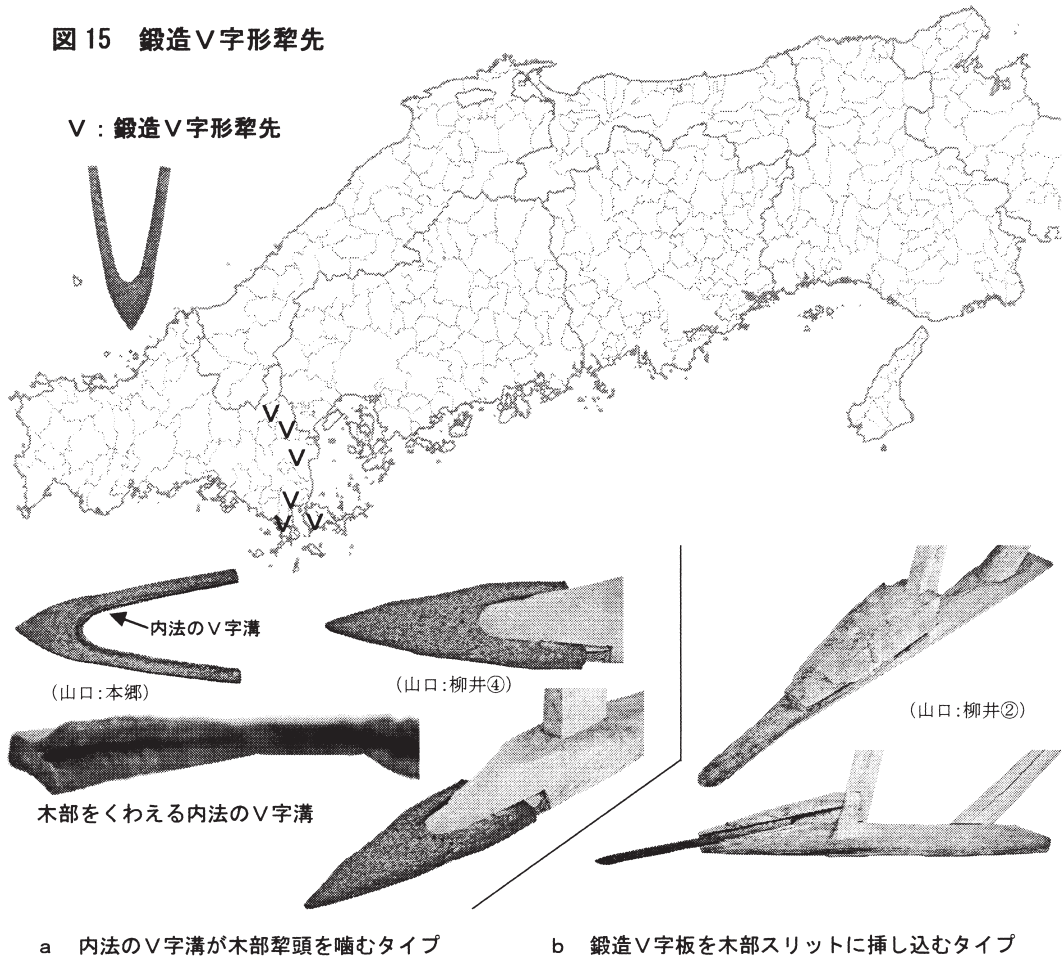 図15 鍛造V字形犂先
V：鍛造V字形犂先
V
V
V
V
V
V
内法のV字溝
（山口：本郷）
（山口：柳井④）
（山口：柳井②）
木部をくわえる内法のV字溝
a 内法のV字溝が木部犂頭を噛むタイプ
b 鍛造V字板を木部スリットに挿し込むタイプ